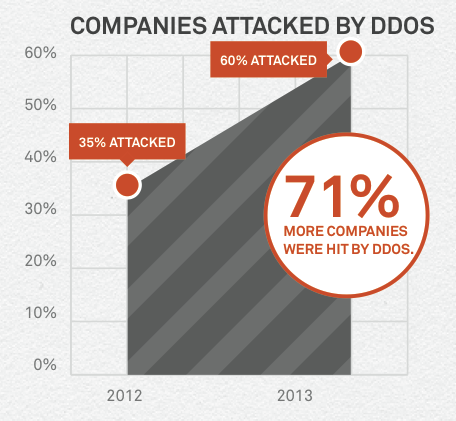 COMPANIES ATTACKED BY DDOS
60%
60% ATTACKED
50%
35% ATTACKED
40%
30%
20%
10%
0%
71%
MORE COMPANIES
WERE HIT BY DDOS.
2012
2013